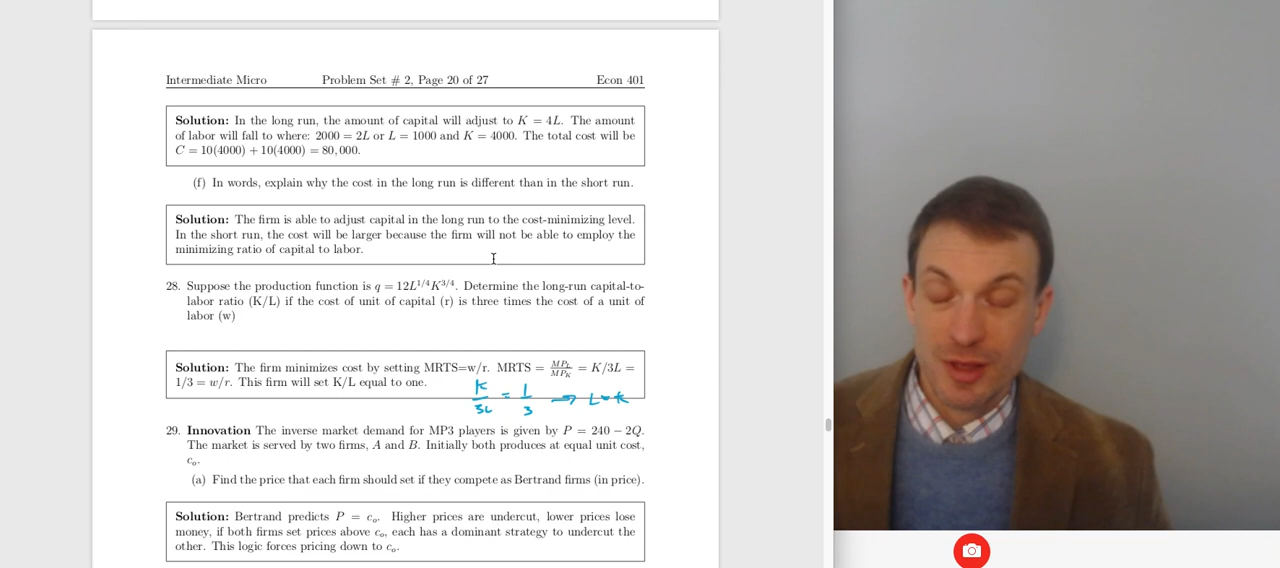 Intermediate Micro Problem Set # 2, Page 20 of 27 Econ 401
Solution: In the long run, the amount of capital will adjust to K = 4L. The amount
of labor will fall to where: 2000 = 2L or L = 1000 and K = 4000. The total cost will be
C = 10(4000) + 10(4000) = 80,000.
(f) In words, explain why the cost in the long run is different than in the short run.
Solution: The firm is able to adjust capital in the long run to the cost-minimizing level.
In the short run, the cost will be larger because the firm will not be able to employ the
minimizing ratio of capital to labor.
28. Suppose the production function is q = 12L^{1/4}K^{3/4}. Determine the long-run capital-to-
labor ratio (K/L) if the cost of unit of capital (r) is three times the cost of a unit of
labor (w)
Solution: The firm minimizes cost by setting MRTS=w/r. MRTS = MP_L/MP_K = K/3L =
1/3 = w/r. This firm will set K/L equal to one.
K/3L = 1/3 → L=K
29. Innovation The inverse market demand for MP3 players is given by P = 240 − 2Q.
The market is served by two firms, A and B. Initially both produces at equal unit cost,
c_o.
(a) Find the price that each firm should set if they compete as Bertrand firms (in price).
Solution: Bertrand predicts P = c_o. Higher prices are undercut, lower prices lose
money, if both firms set prices above c_o, each has a dominant strategy to undercut the
other. This logic forces pricing down to c_o.